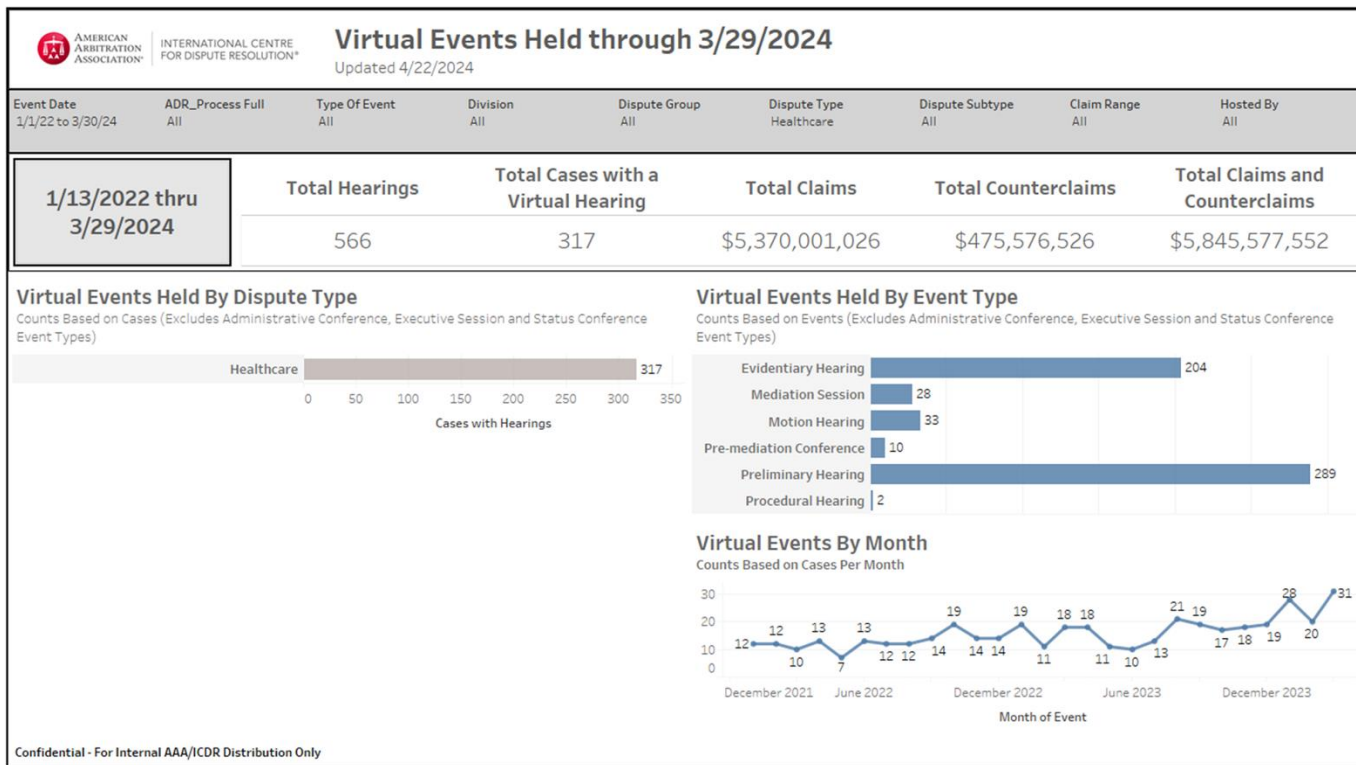 AMERICAN
ARBITRATION
ASSOCIATION®
INTERNATIONAL CENTRE
FOR DISPUTE RESOLUTION®
Virtual Events Held through 3/29/2024
Updated 4/22/2024
Event Date ADR_Process Full Type Of Event Division Dispute Group Dispute Type Dispute Subtype Claim Range Hosted By
1/1/22 to 3/30/24 All All All All Healthcare All All All
1/13/2022 thru
3/29/2024
Total Hearings
566
Total Cases with a
Virtual Hearing
317
Total Claims
$5,370,001,026
Total Counterclaims
$475,576,526
Total Claims and
Counterclaims
$5,845,577,552
Virtual Events Held By Dispute Type
Counts Based on Cases (Excludes Administrative Conference, Executive Session and Status Conference
Event Types)
Healthcare 317
0 50 100 150 200 250 300 350
Cases with Hearings
Virtual Events Held By Event Type
Counts Based on Events (Excludes Administrative Conference, Executive Session and Status Conference
Event Types)
Evidentiary Hearing 204
Mediation Session 28
Motion Hearing 33
Pre-mediation Conference 10
Preliminary Hearing 289
Procedural Hearing 2
Virtual Events By Month
Counts Based on Cases Per Month
30
20
10
0
12 12 10 13 7 13 12 12 14 19 14 14 19 11 18 18 11 10 13 21 19 17 18 19 28 20 31
December 2021 June 2022 December 2022 June 2023 December 2023
Month of Event
Confidential - For Internal AAA/ICDR Distribution Only